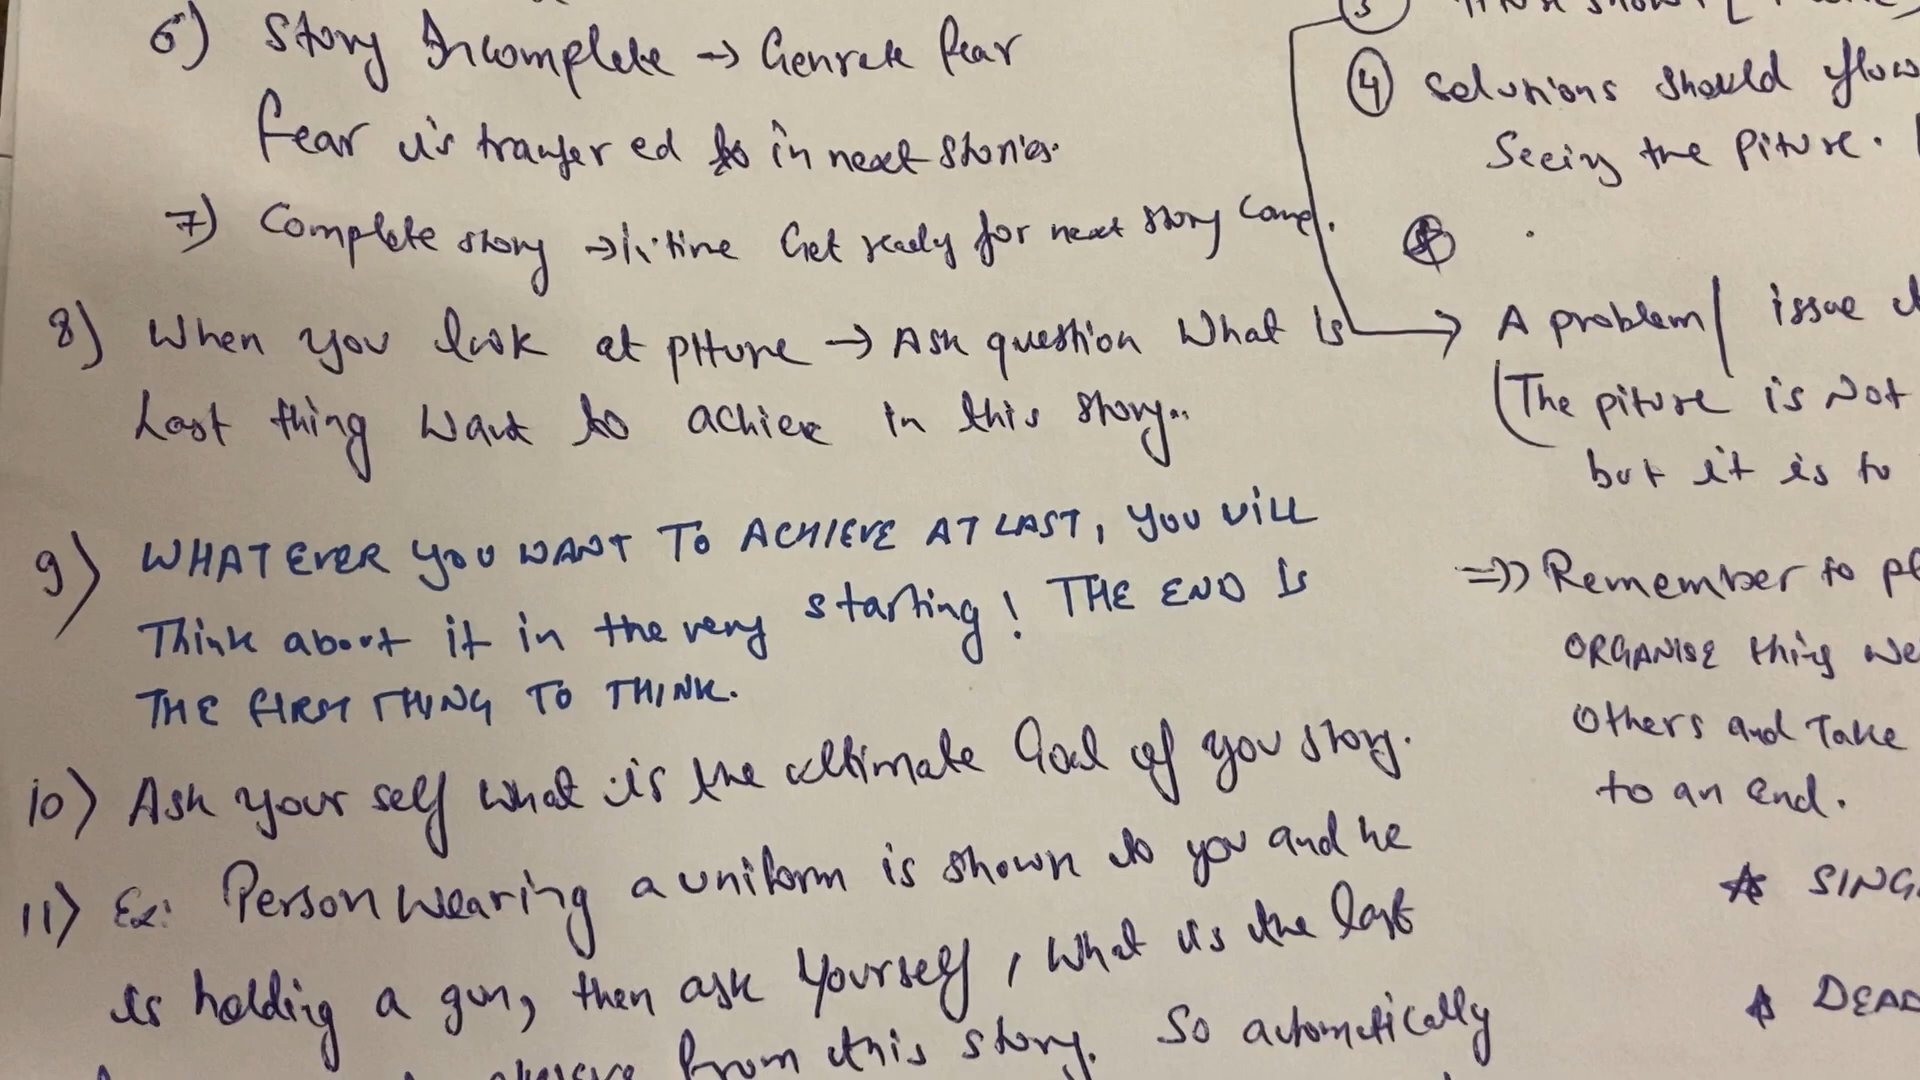 6) Story Incomplete → Genrate fear
fear is tranfer ed to in next stories.
7) Complete story → time Get ready for next story
8) When you look at pitture → Ask question What is
Last thing want to achieve in this story..
9) WHAT EVER YOU WANT TO ACHIEVE AT LAST, YOU WILL
Think about it in the very starting! THE END IS
THE FIRST THING TO THINK.
10) Ask your self what is the ultimate Goal of you story.
11) Ex: Person wearing a uniform is shown to you and he
is holding a gun, then ask yourself, what is the last
from this story. So automatically
④ Solutions should flow
Seeing the Piture.
A problem/ issue
(The piture is Not
but it is to
⇒) Remember to
ORGANISE thing we
Others and Take
to an End.
SING
DEAD